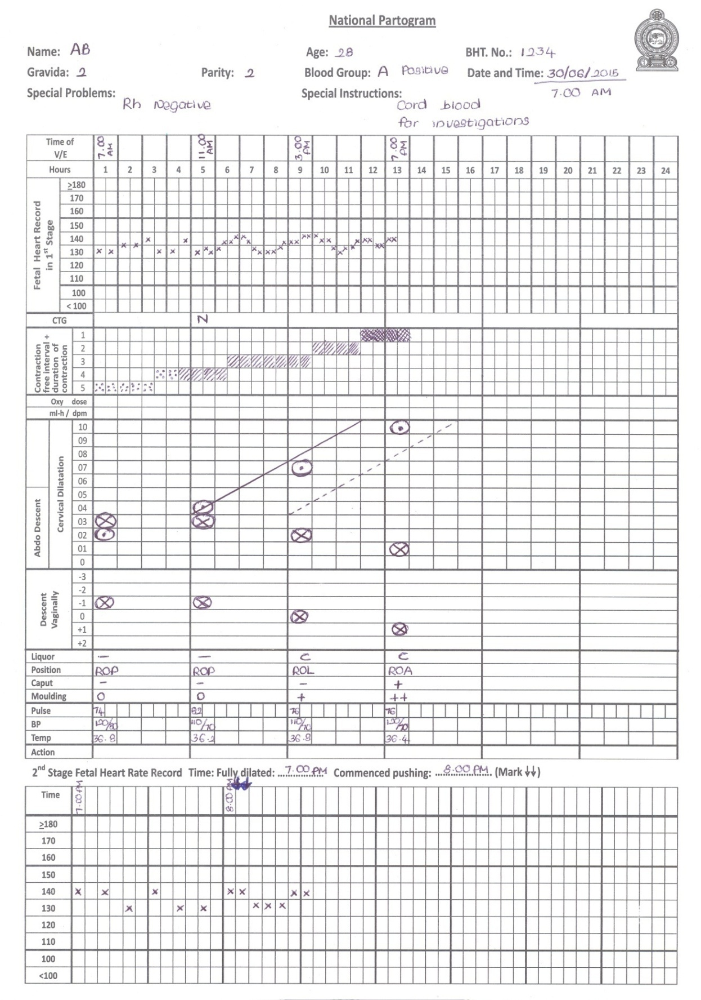 National Partogram
Name: AB Age: 28 BHT. No.: 1234
Gravida: 2 Parity: 2 Blood Group: A Positive Date and Time: 30/06/2015
Special Problems: Special Instructions: 7.00 AM
Rh Negative Cord blood
for investigations
Time of V/E 7.00 AM 11.00 AM 3.00 PM 7.00 PM
Hours 1 2 3 4 5 6 7 8 9 10 11 12 13 14 15 16 17 18 19 20 21 22 23 24
Fetal Heart Record in 1st Stage
≥180
170
160
150
140
130
120
110
100
< 100
CTG N
Contraction free interval + duration of contraction
1
2
3
4
5
Oxy dose
ml-h / dpm
Abdo Descent
Cervical Dilatation
10
09
08
07
06
05
04
03
02
01
0
Descent Vaginally
-3
-2
-1
0
+1
+2
Liquor — — C C
Position ROP ROP ROL ROA
Caput - - - +
Moulding 0 0 + ++
Pulse 74 82 76 76
BP 120/80 110/70 110/70 120/70
Temp 36.8 36.2 36.8 36.4
Action
2nd Stage Fetal Heart Rate Record Time: Fully dilated: 7.00 PM Commenced pushing: 8.00 PM. (Mark ↓↓)
Time 7.00 PM 8.00 PM
≥180
170
160
150
140
130
120
110
100
<100